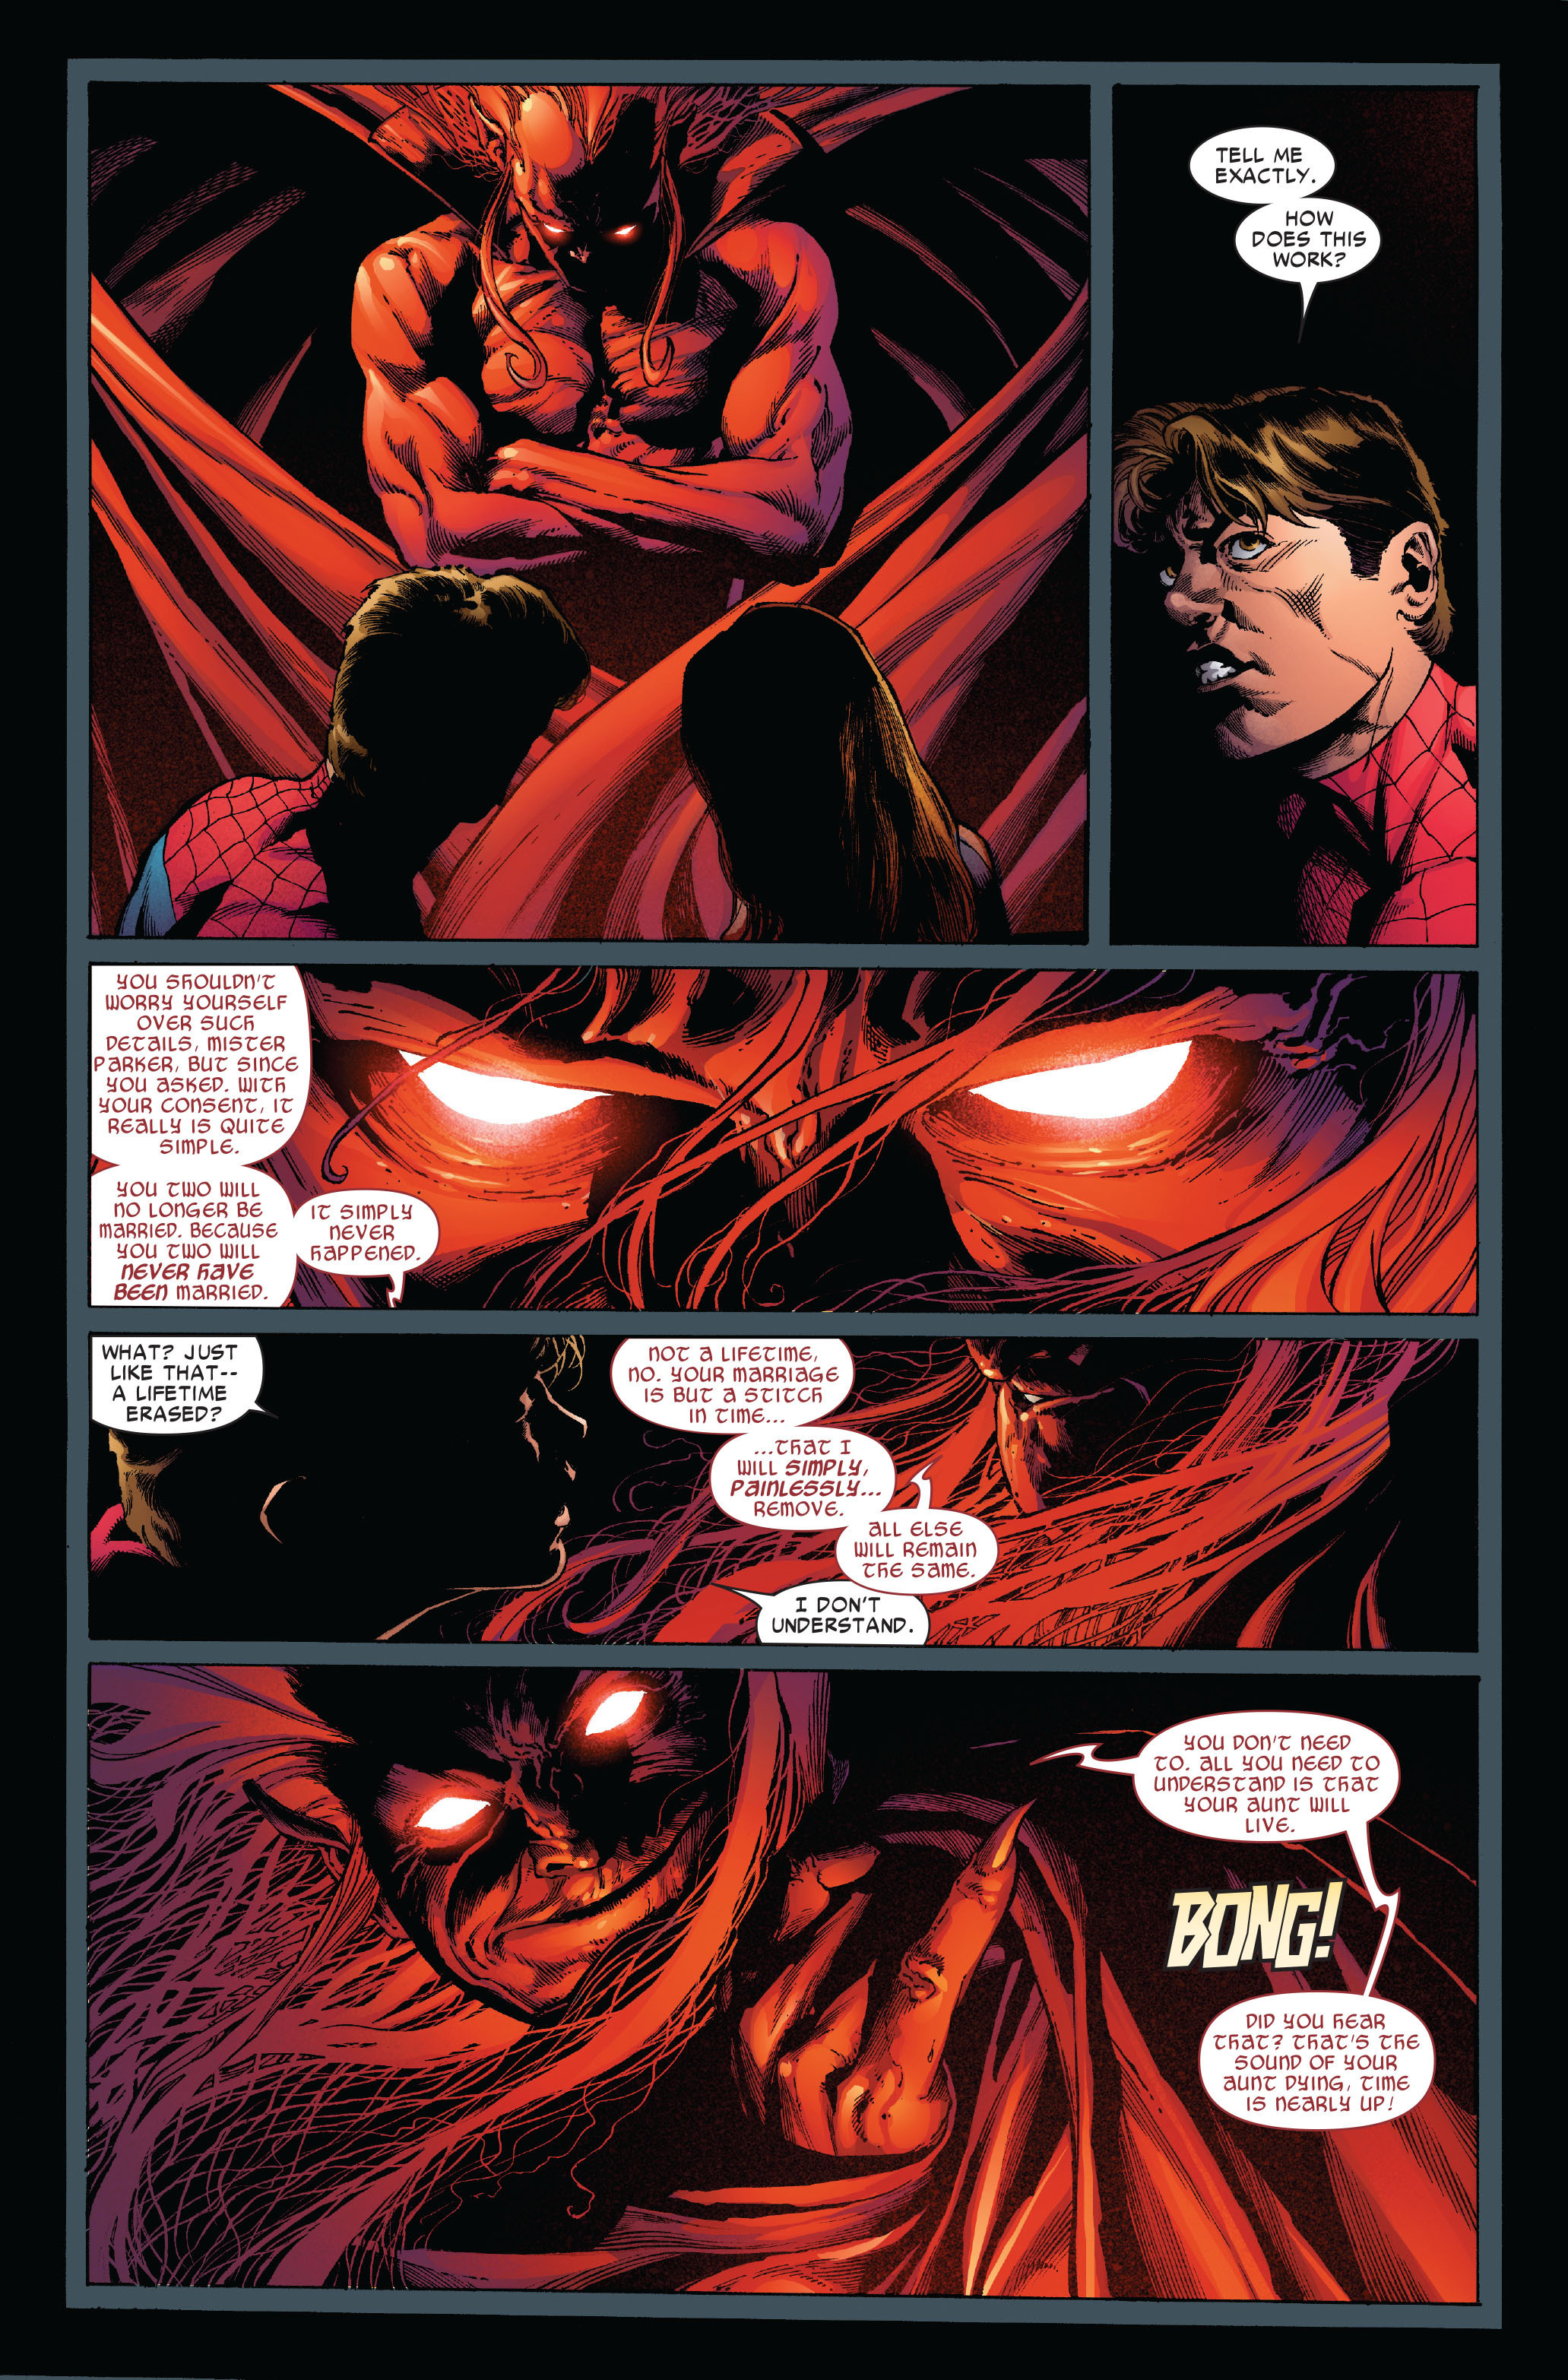 TELL ME
EXACTLY.
HOW
DOES THIS
WORK?
YOU SHOULDN'T
WORRY YOURSELF
OVER SUCH
DETAILS, MISTER
PARKER, BUT SINCE
YOU ASKED. WITH
YOUR CONSENT, IT
REALLY IS QUITE
SIMPLE.
YOU TWO WILL
NO LONGER BE
MARRIED. BECAUSE
YOU TWO WILL
NEVER HAVE
BEEN MARRIED.
IT SIMPLY
NEVER
HAPPENED.
WHAT? JUST
LIKE THAT--
A LIFETIME
ERASED?
NOT A LIFETIME,
NO. YOUR MARRIAGE
IS BUT A STITCH
IN TIME...
...THAT I
WILL SIMPLY,
PAINLESSLY...
REMOVE.
ALL ELSE
WILL REMAIN
THE SAME.
I DON'T
UNDERSTAND.
YOU DON'T NEED
TO. ALL YOU NEED TO
UNDERSTAND IS THAT
YOUR AUNT WILL
LIVE.
BONG!
DID YOU HEAR
THAT? THAT'S THE
SOUND OF YOUR
AUNT DYING, TIME
IS NEARLY UP!